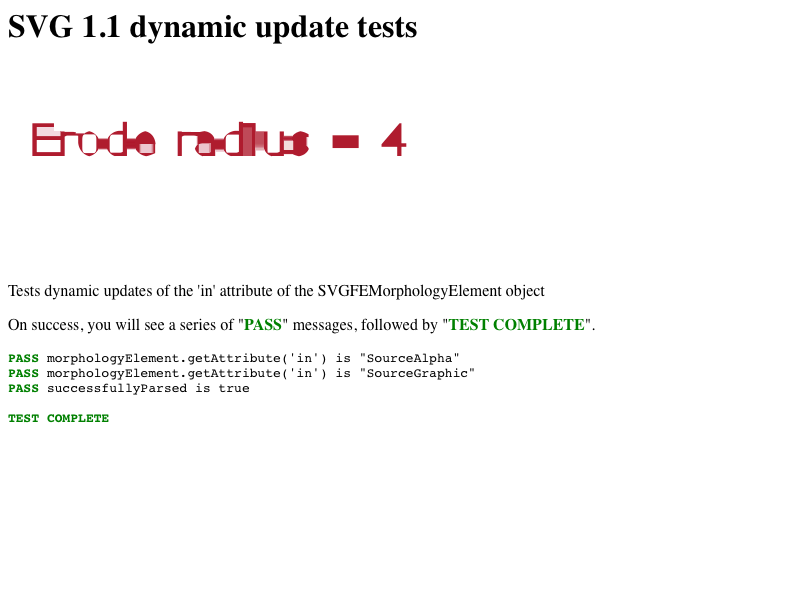 SVG 1.1 dynamic update tests
Erode radius = 4
Tests dynamic updates of the 'in' attribute of the SVGFEMorphologyElement object
On success, you will see a series of "PASS" messages, followed by "TEST COMPLETE".
PASS morphologyElement.getAttribute('in') is "SourceAlpha"
PASS morphologyElement.getAttribute('in') is "SourceGraphic"
PASS successfullyParsed is true
TEST COMPLETE